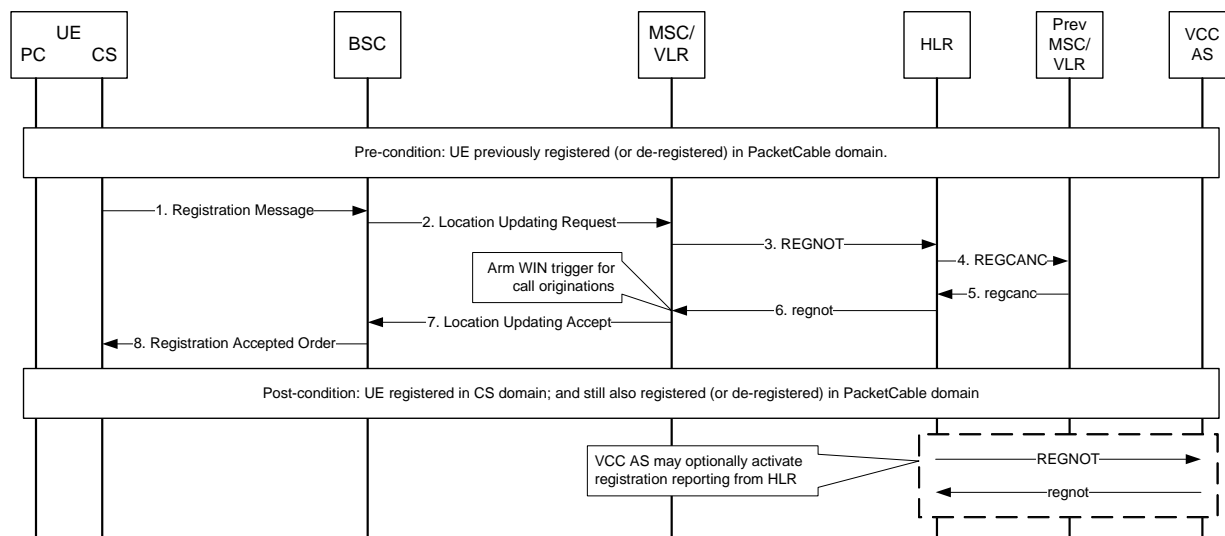 UE
PC CS
BSC
MSC/
VLR
HLR
Prev
MSC/
VLR
VCC
AS
Pre-condition: UE previously registered (or de-registered) in PacketCable domain.
1. Registration Message
2. Location Updating Request
3. REGNOT
4. REGCANC
Arm WIN trigger for
call originations
5. regcanc
6. regnot
7. Location Updating Accept
8. Registration Accepted Order
Post-condition: UE registered in CS domain; and still also registered (or de-registered) in PacketCable domain
VCC AS may optionally activate
registration reporting from HLR
REGNOT
regnot